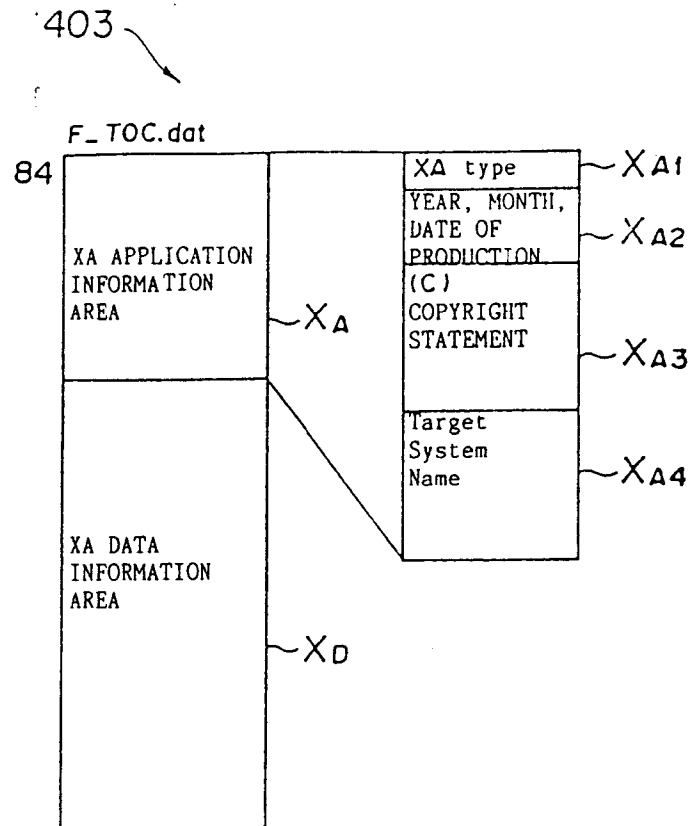 403
F_TOC.dat
84
XA APPLICATION
INFORMATION
AREA
XA
XA DATA
INFORMATION
AREA
XD
XA type
XA1
YEAR, MONTH,
DATE OF
PRODUCTION
XA2
(C)
COPYRIGHT
STATEMENT
XA3
Target
System
Name
XA4